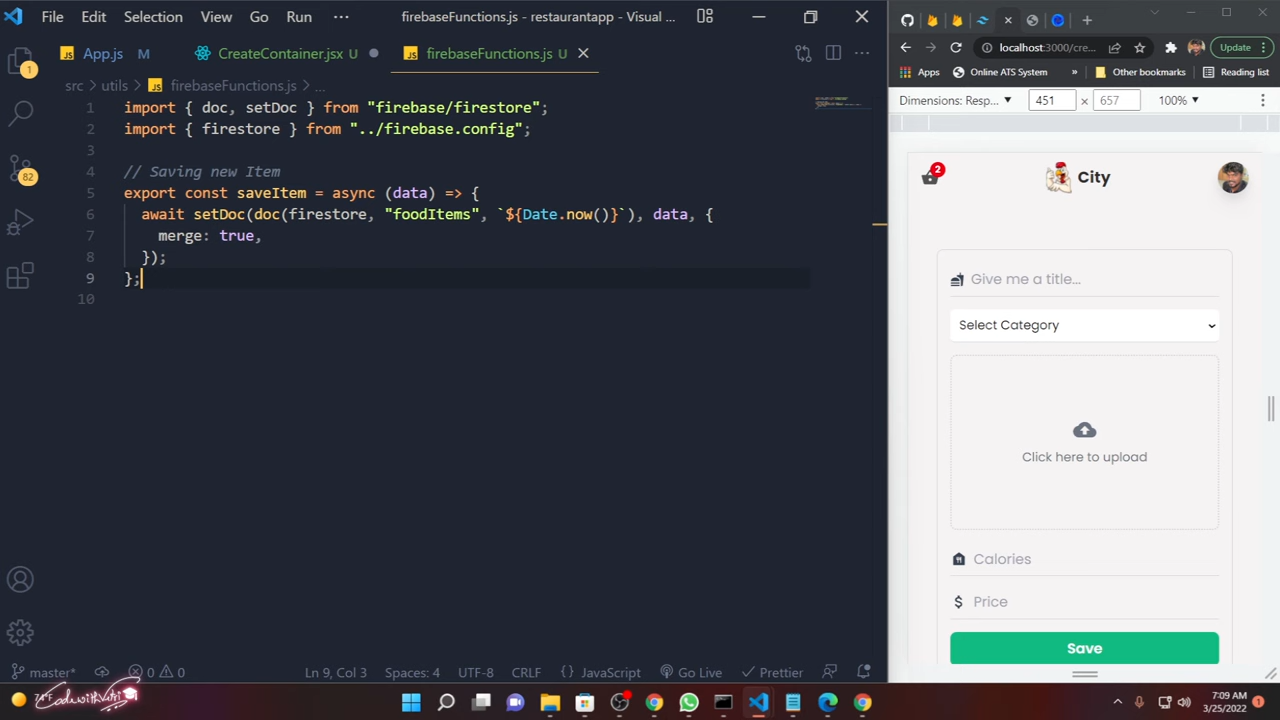 File Edit Selection View Go Run ··· firebaseFunctions.js - restaurantapp - Visual ...
App.js M CreateContainer.jsx U firebaseFunctions.js U
src > utils > firebaseFunctions.js > ...
1 import { doc, setDoc } from "firebase/firestore";
2 import { firestore } from "../firebase.config";
3
4 // Saving new Item
5 export const saveItem = async (data) => {
6 await setDoc(doc(firestore, "foodItems", `${Date.now()}`), data, {
7 merge: true,
8 });
9 };
10
1
82
master* 0 0 Ln 9, Col 3 Spaces: 4 UTF-8 CRLF {} JavaScript Go Live Prettier
localhost:3000/cre... Update
Apps Online ATS System » Other bookmarks Reading list
Dimensions: Resp... 451 × 657 100%
2 City
Give me a title...
Select Category
Click here to upload
Calories
$ Price
Save
7:09 AM
3/25/2022
1